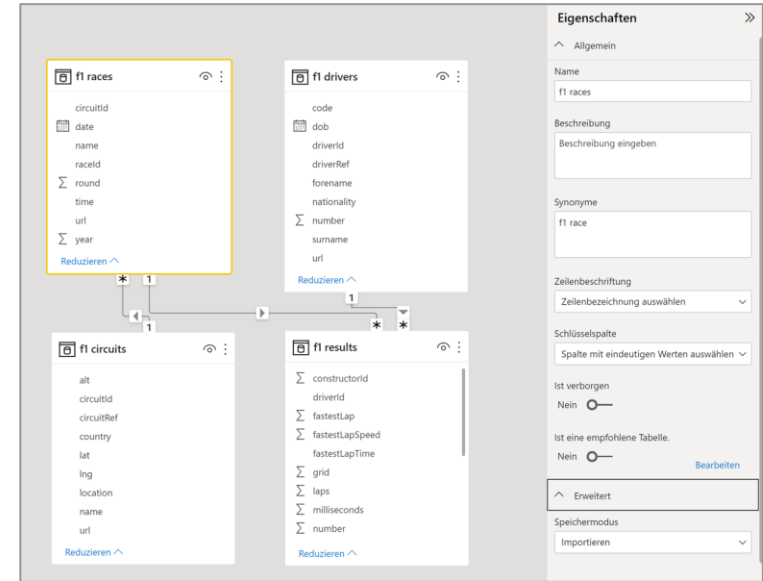 f1 races
circuitId
date
name
raceId
∑ round
time
url
∑ year
Reduzieren
f1 drivers
code
dob
driverId
driverRef
forename
nationality
∑ number
surname
url
Reduzieren
* 1
1
1
* *
f1 circuits
alt
circuitId
circuitRef
country
lat
lng
location
name
url
Reduzieren
f1 results
∑ constructorId
driverId
∑ fastestLap
∑ fastestLapSpeed
fastestLapTime
∑ grid
∑ laps
∑ milliseconds
∑ number
Reduzieren
Eigenschaften
Allgemein
Name
f1 races
Beschreibung
Beschreibung eingeben
Synonyme
f1 race
Zeilenbeschriftung
Zeilenbezeichnung auswählen
Schlüsselspalte
Spalte mit eindeutigen Werten auswählen
Ist verborgen
Nein
Ist eine empfohlene Tabelle.
Nein
Bearbeiten
Erweitert
Speichermodus
Importieren